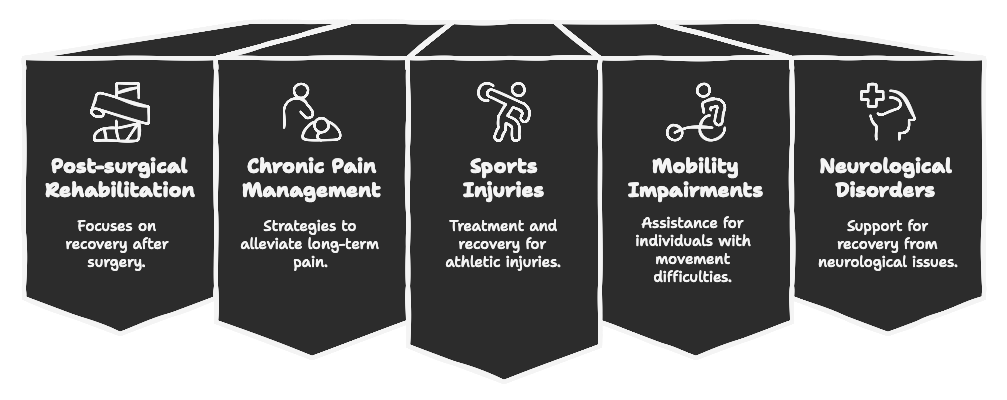 Post-surgical
Rehabilitation
Focuses on
recovery after
surgery.
Chronic Pain
Management
Strategies to
alleviate long-term
pain.
Sports
Injuries
Treatment and
recovery for
athletic injuries.
Mobility
Impairments
Assistance for
individuals with
movement
difficulties.
Neurological
Disorders
Support for
recovery from
neurological issues.